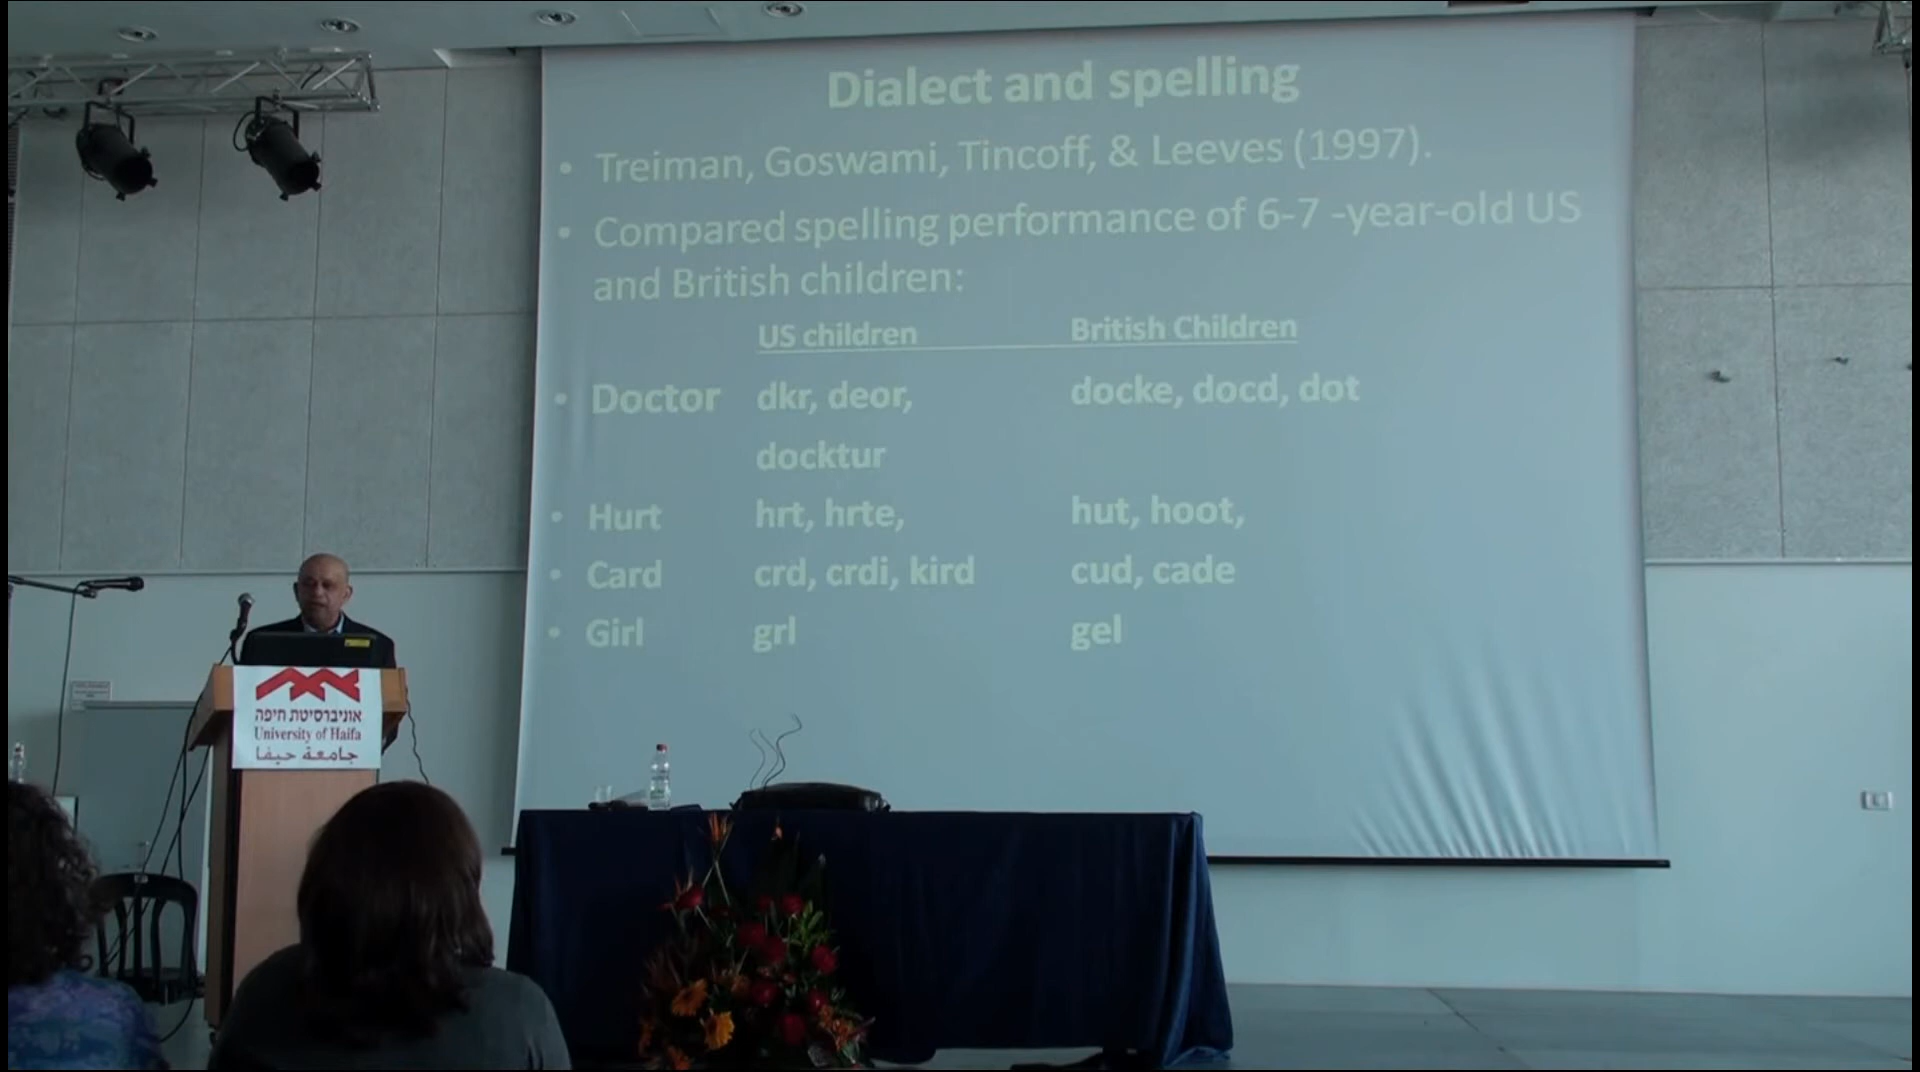 Dialect and spelling
• Treiman, Goswami, Tincoff, & Leeves (1997).
• Compared spelling performance of 6-7 -year-old US
and British children:
US children British Children
• Doctor dkr, deor, docke, docd, dot
docktur
• Hurt hrt, hrte, hut, hoot,
• Card crd, crdi, kird cud, cade
• Girl grl gel
אוניברסיטת חיפה
University of Haifa
جامعة حيفا